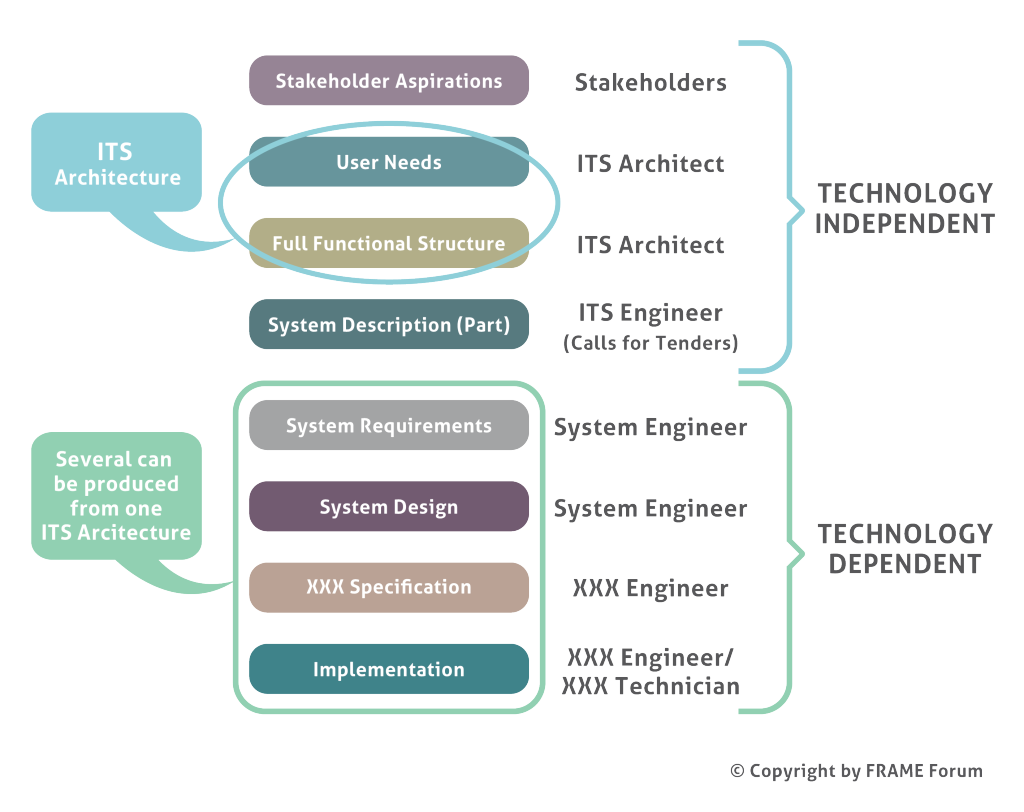 Stakeholder Aspirations
Stakeholders
ITS
Architecture
User Needs
ITS Architect
Full Functional Structure
ITS Architect
System Description (Part)
ITS Engineer
(Calls for Tenders)
TECHNOLOGY
INDEPENDENT
Several can
be produced
from one
ITS Arcitecture
System Requirements
System Engineer
System Design
System Engineer
XXX Specification
XXX Engineer
Implementation
XXX Engineer/
XXX Technician
TECHNOLOGY
DEPENDENT
© Copyright by FRAME Forum